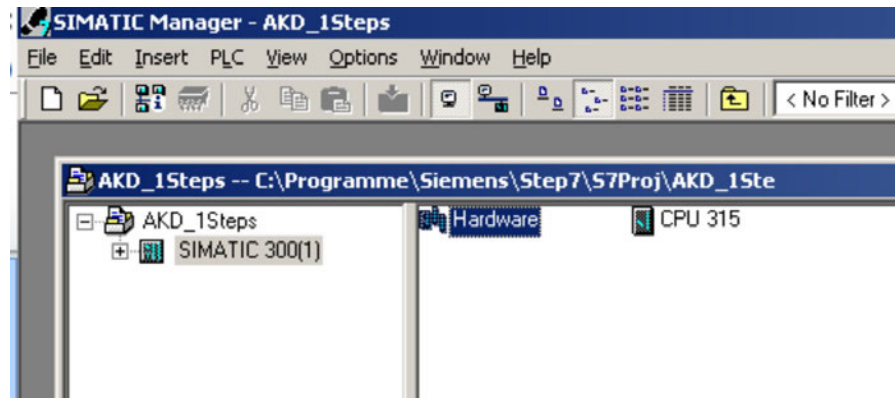 SIMATIC Manager - AKD_1Steps
File Edit Insert PLC View Options Window Help
< No Filter >
AKD_1Steps -- C:\Programme\Siemens\Step7\S7Proj\AKD_1Ste
AKD_1Steps
Hardware
CPU 315
SIMATIC 300(1)